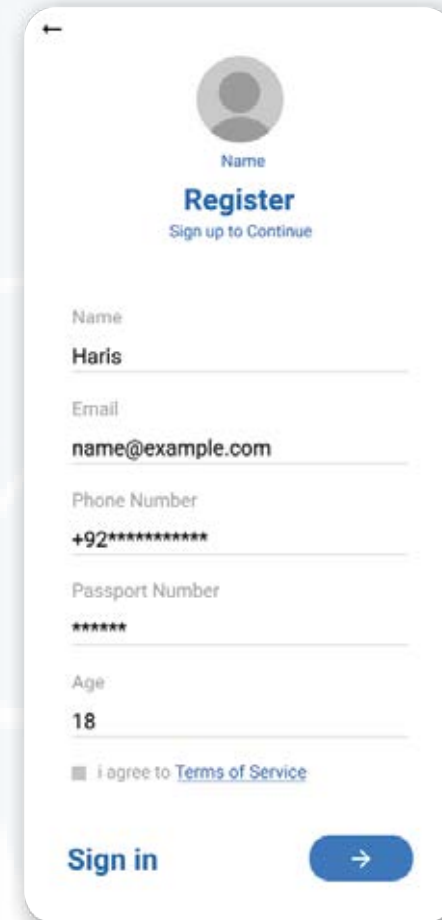 Name
Register
Sign up to Continue
Name
Haris
Email
name@example.com
Phone Number
+92***********
Passport Number
******
Age
18
i agree to Terms of Service
Sign in